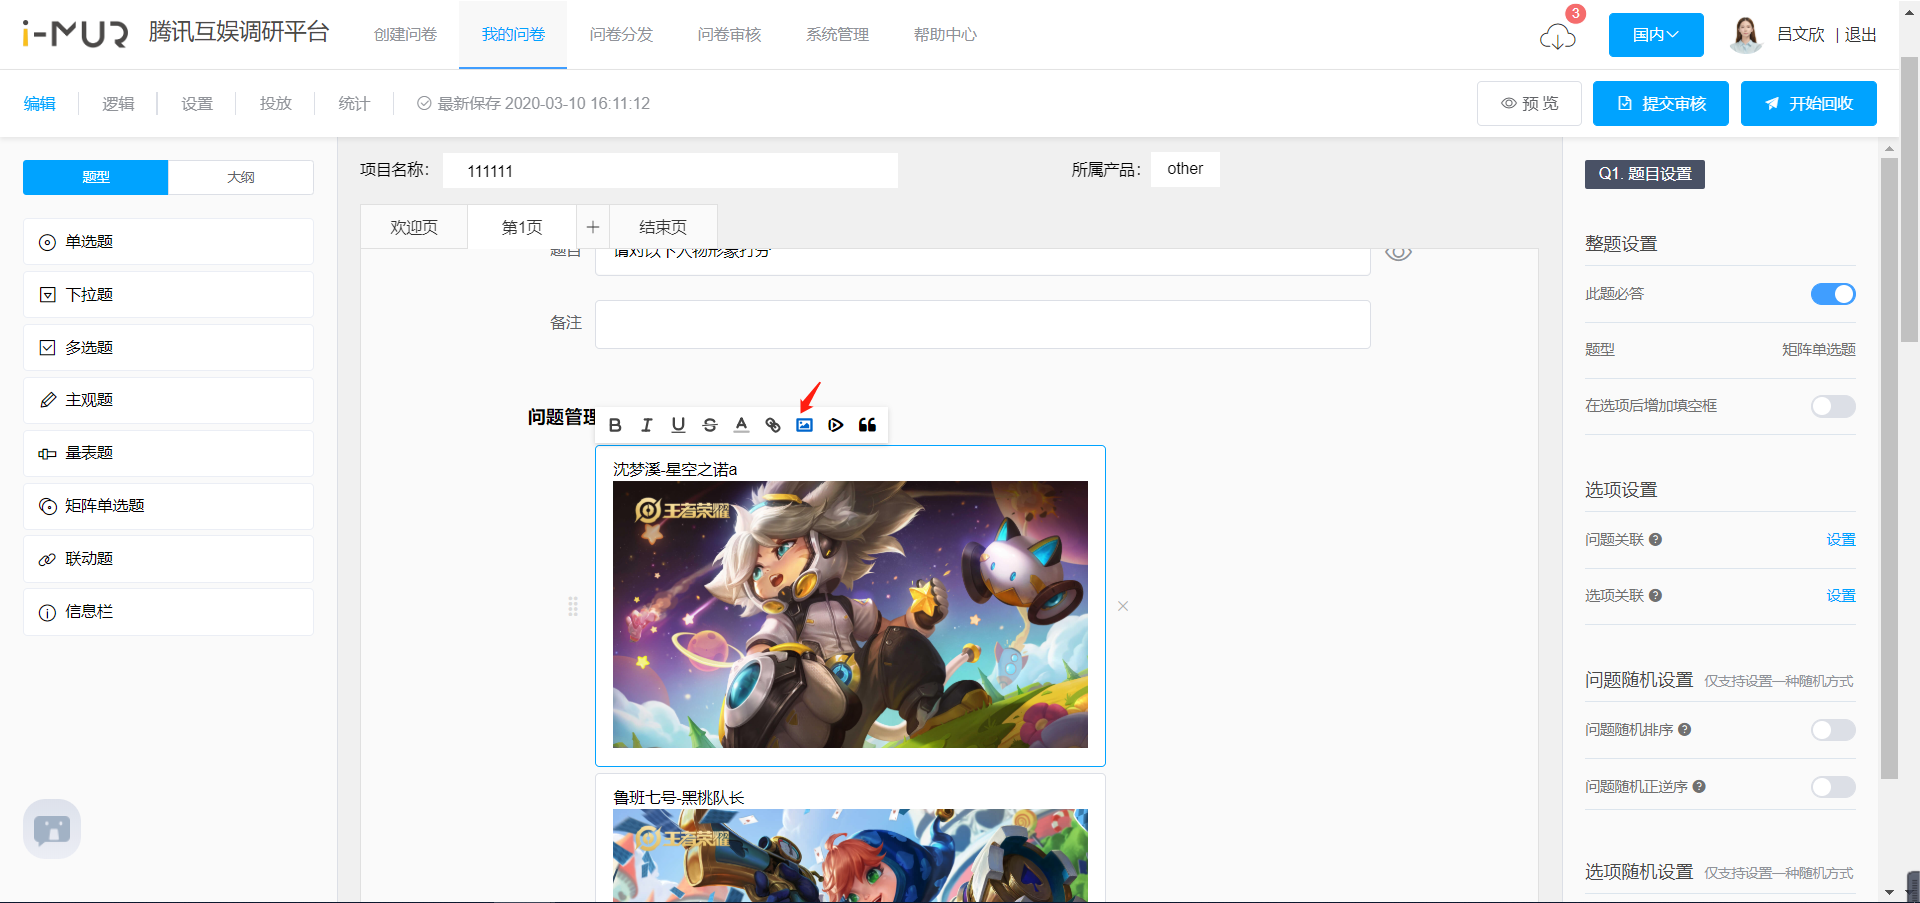 i-MUR 腾讯互娱调研平台 创建问卷 我的问卷 问卷分发 问卷审核 系统管理 帮助中心 3 国内 吕文欣 | 退出
编辑 逻辑 设置 投放 统计 最新保存 2020-03-10 16:11:12 预 览 提交审核 开始回收
题型 大纲
单选题
下拉题
多选题
主观题
量表题
矩阵单选题
联动题
信息栏
项目名称： 111111 所属产品： other
欢迎页 第1页 + 结束页
题目 请对以下人物形象打分
备注
问题管理 B I U S A
沈梦溪-星空之诺a
王者荣耀
鲁班七号-黑桃队长
王者荣耀
Q1. 题目设置
整题设置
此题必答
题型 矩阵单选题
在选项后增加填空框
选项设置
问题关联 ? 设置
选项关联 ? 设置
问题随机设置 仅支持设置一种随机方式
问题随机排序 ?
问题随机正逆序 ?
选项随机设置 仅支持设置一种随机方式